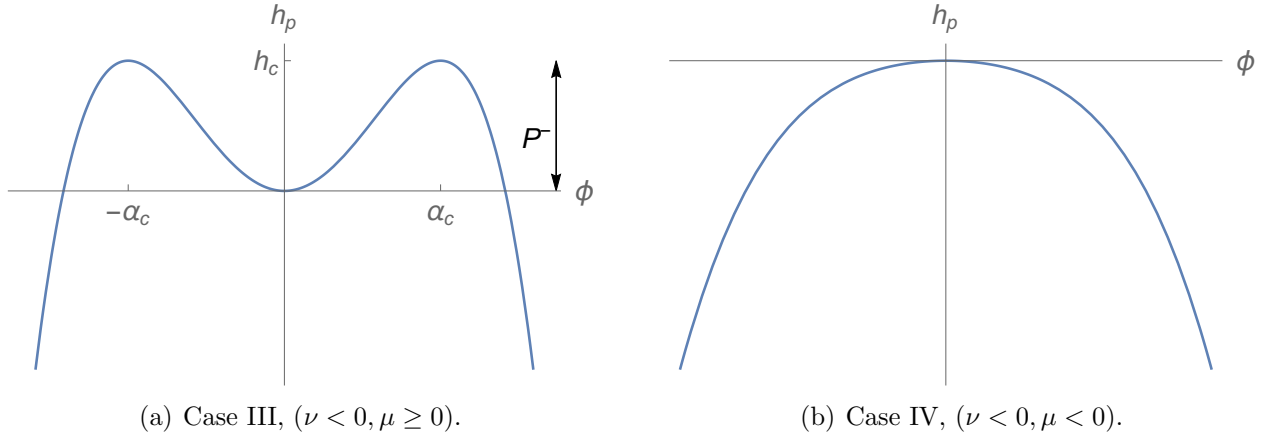 h_p
h_c
P⁻
ϕ
−α_c
α_c
(a) Case III, (ν < 0, μ ≥ 0).
h_p
ϕ
(b) Case IV, (ν < 0, μ < 0).